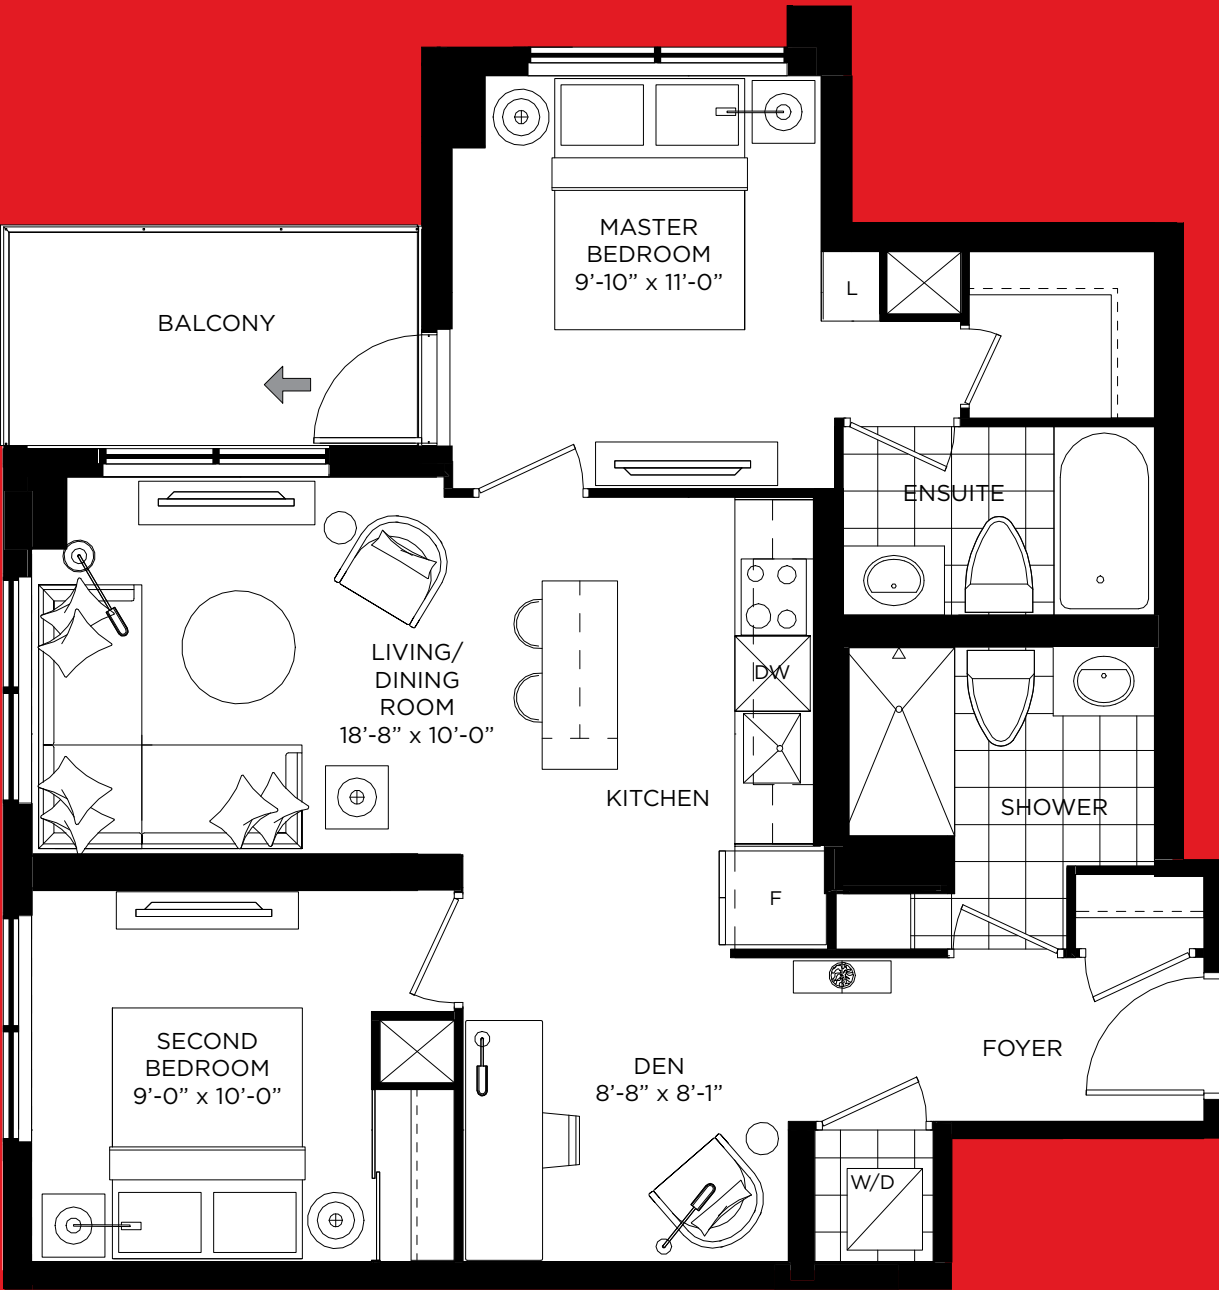 MASTER
BEDROOM
9’-10” x 11’-0”
L
BALCONY
ENSUITE
LIVING/
DINING
ROOM
18’-8” x 10’-0”
DW
KITCHEN
SHOWER
F
SECOND
BEDROOM
9’-0” x 10’-0”
DEN
8’-8” x 8’-1”
FOYER
W/D